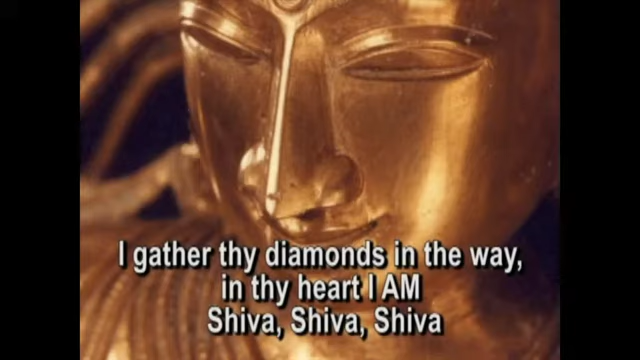 I gather thy diamonds in the way,
in thy heart I AM
Shiva, Shiva, Shiva